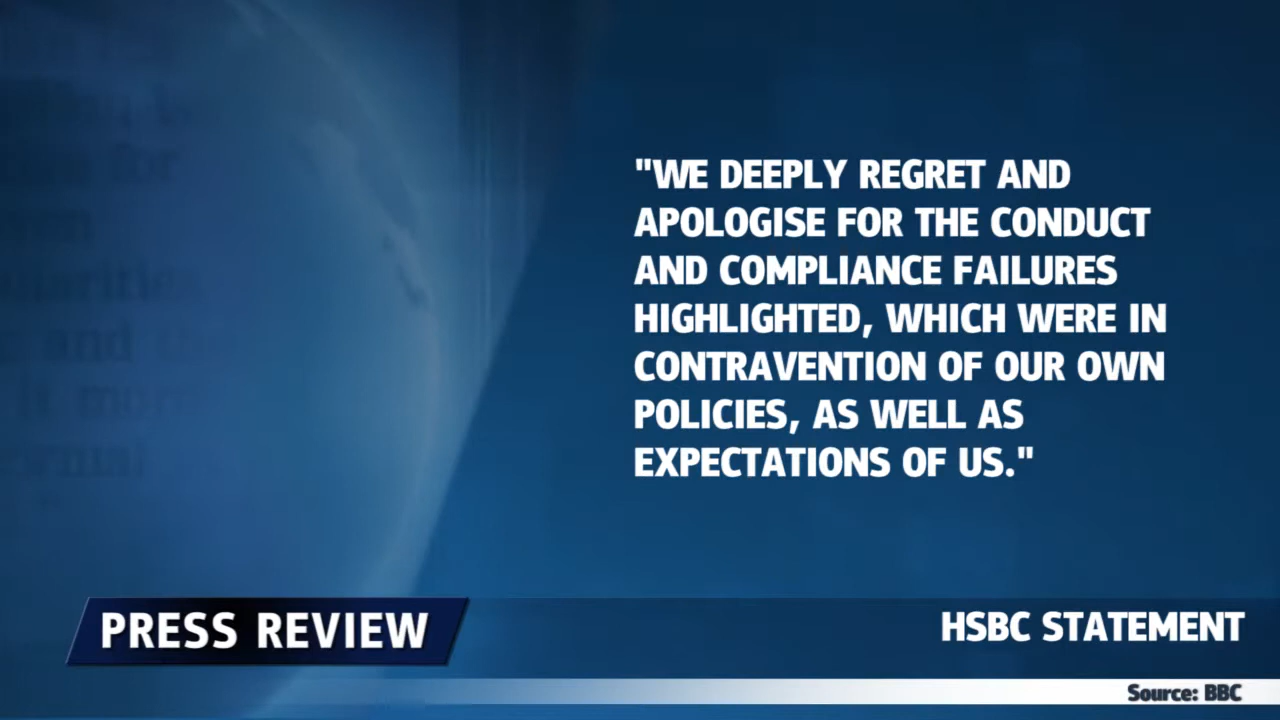 "WE DEEPLY REGRET AND
APOLOGISE FOR THE CONDUCT
AND COMPLIANCE FAILURES
HIGHLIGHTED, WHICH WERE IN
CONTRAVENTION OF OUR OWN
POLICIES, AS WELL AS
EXPECTATIONS OF US."
PRESS REVIEW
HSBC STATEMENT
Source: BBC